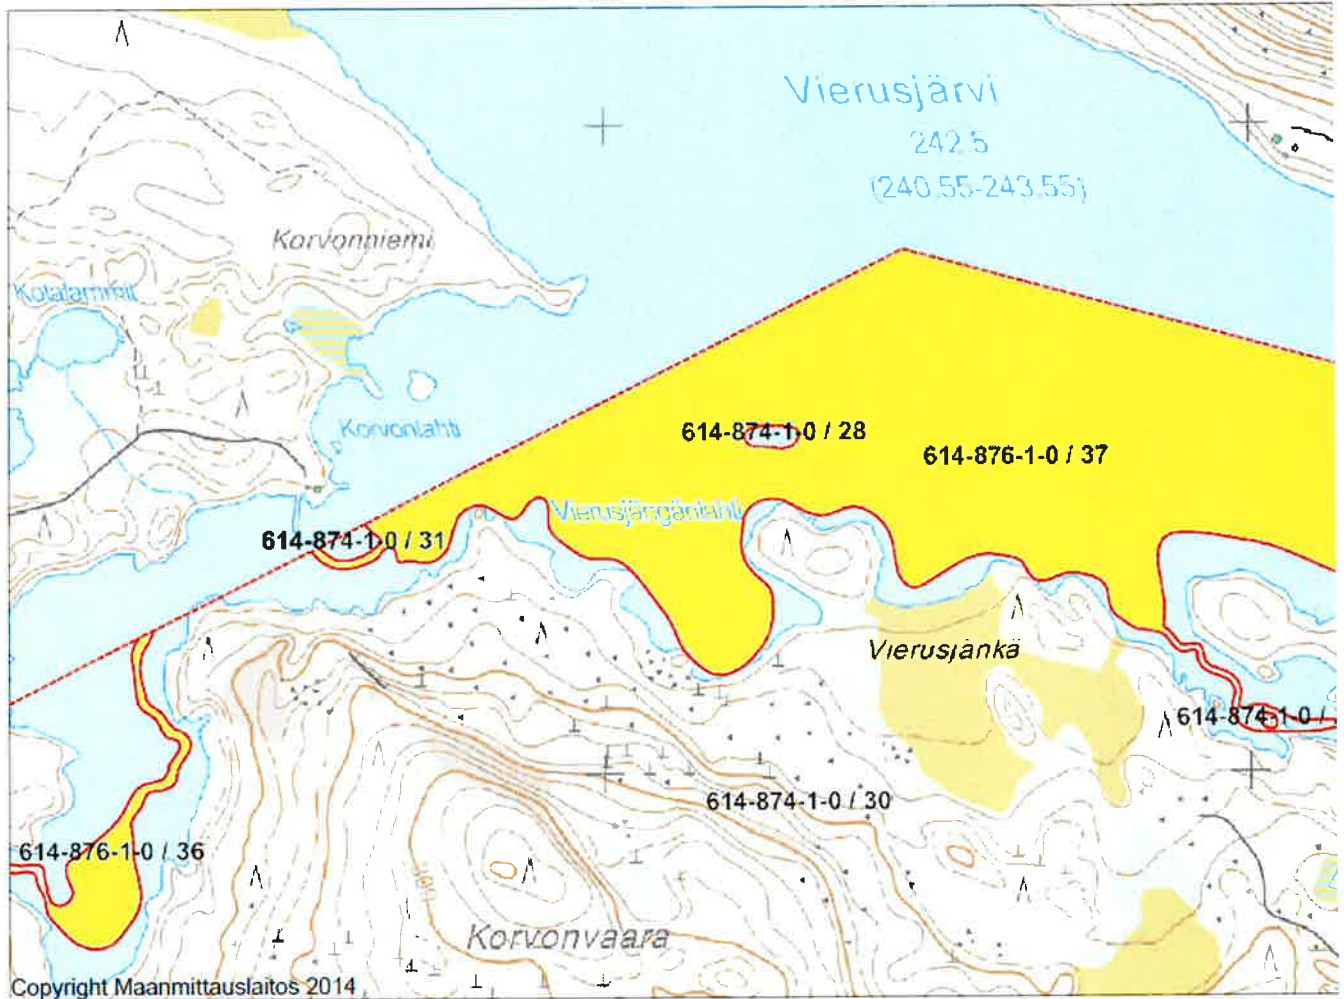 Vierusjärvi
242.5
(240.55-243.55)
Korvonniemi
Kotalammit
Korvonlahti
614-874-1-0 / 28
614-876-1-0 / 37
Vierusjängänlahti
614-874-1-0 / 31
Vierusjänkä
614-874-1-0 /
614-874-1-0 / 30
614-876-1-0 / 36
Korvonvaara
Copyright Maanmittauslaitos 2014